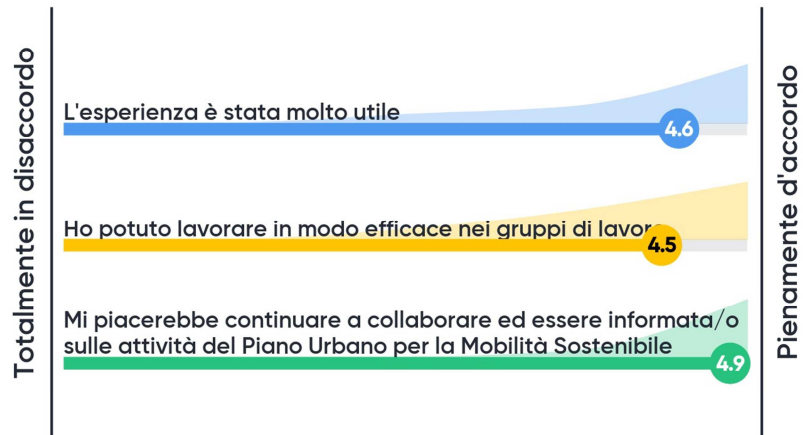 Totalmente in disaccordo
L'esperienza è stata molto utile
4.6
Ho potuto lavorare in modo efficace nei gruppi di lavoro
4.5
Mi piacerebbe continuare a collaborare ed essere informata/o
sulle attività del Piano Urbano per la Mobilità Sostenibile
4.9
Pienamente d'accordo